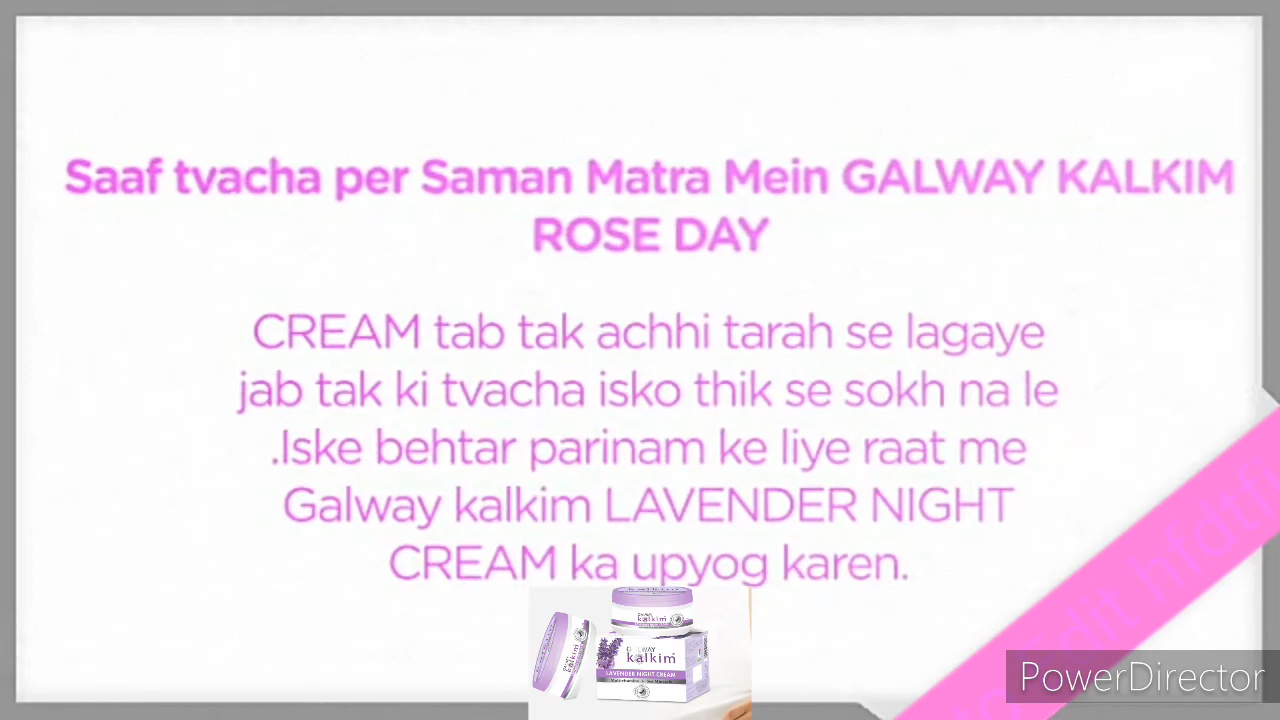 Saaf tvacha per Saman Matra Mein GALWAY KALKIM
ROSE DAY
CREAM tab tak achhi tarah se lagaye
jab tak ki tvacha isko thik se sokh na le
.Iske behtar parinam ke liye raat me
Galway kalkim LAVENDER NIGHT
CREAM ka upyog karen.
kalkim
GALWAY
kalkim
LAVENDER NIGHT CREAM
PowerDirector